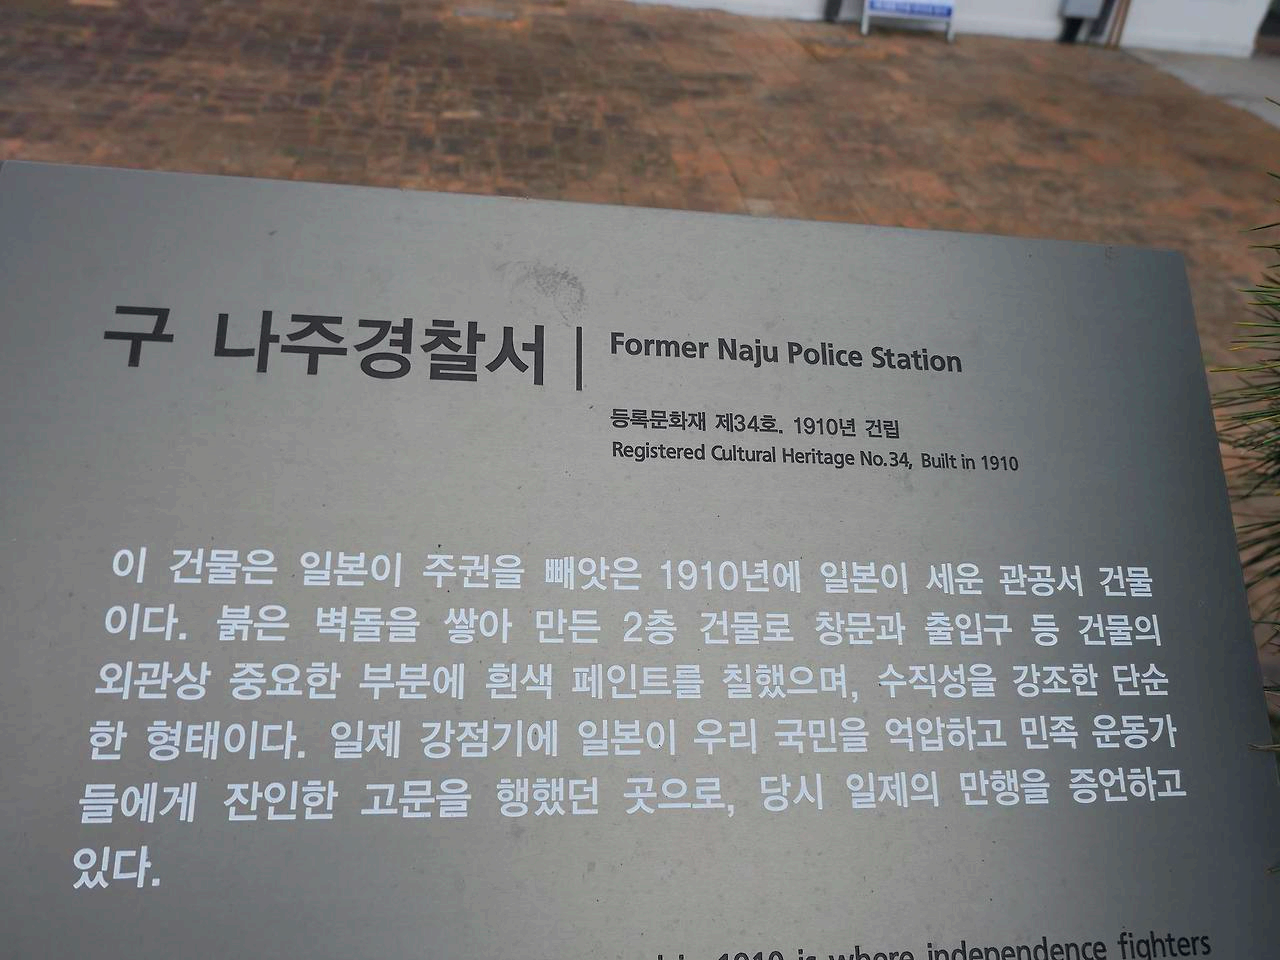 구 나주경찰서
Former Naju Police Station
등록문화재 제34호. 1910년 건립
Registered Cultural Heritage No.34, Built in 1910
이 건물은 일본이 주권을 빼앗은 1910년에 일본이 세운 관공서 건물
이다. 붉은 벽돌을 쌓아 만든 2층 건물로 창문과 출입구 등 건물의
외관상 중요한 부분에 흰색 페인트를 칠했으며, 수직성을 강조한 단순
한 형태이다. 일제 강점기에 일본이 우리 국민을 억압하고 민족 운동가
들에게 잔인한 고문을 행했던 곳으로, 당시 일제의 만행을 증언하고
있다.
in 1910 is where independence fighters